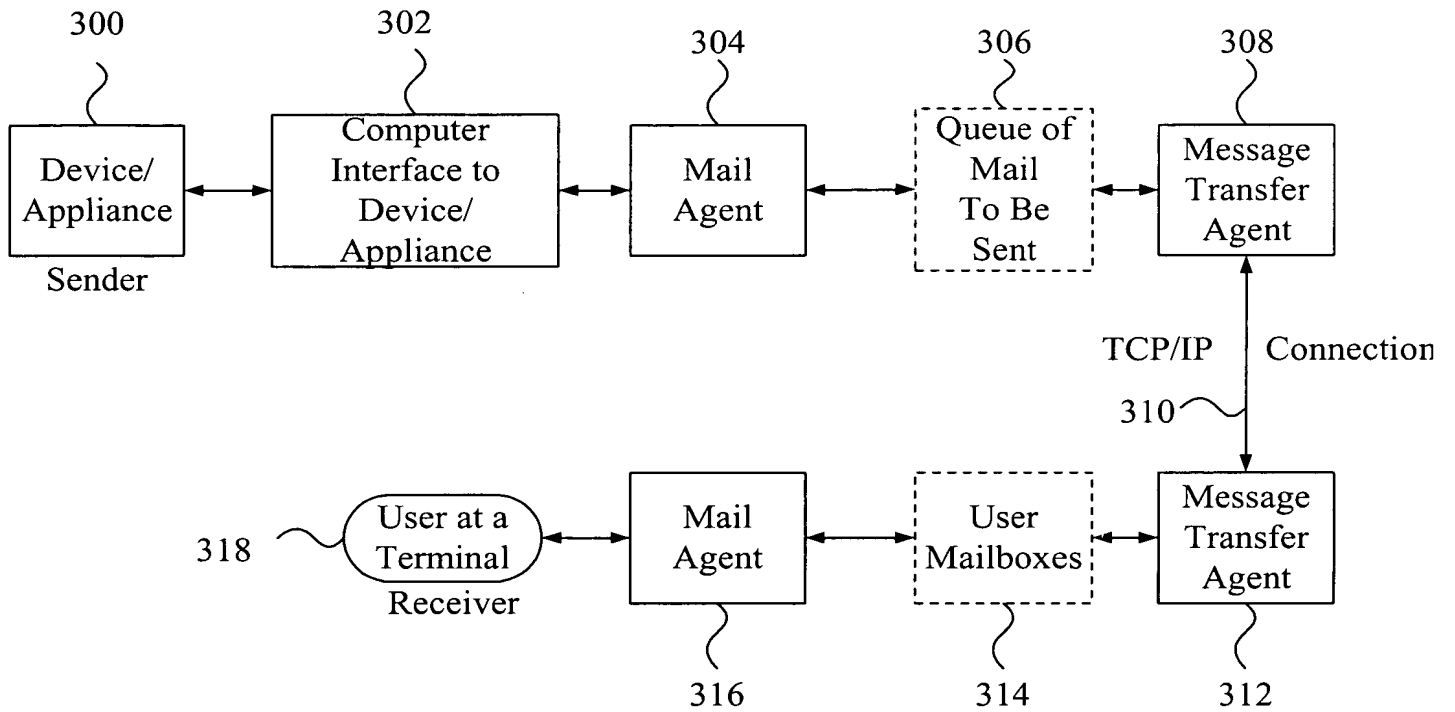 300
302
304
306
308
Device/
Appliance
Sender
Computer
Interface to
Device/
Appliance
Mail
Agent
Queue of
Mail
To Be
Sent
Message
Transfer
Agent
TCP/IP Connection
310
318
User at a
Terminal
Receiver
Mail
Agent
User
Mailboxes
Message
Transfer
Agent
316
314
312